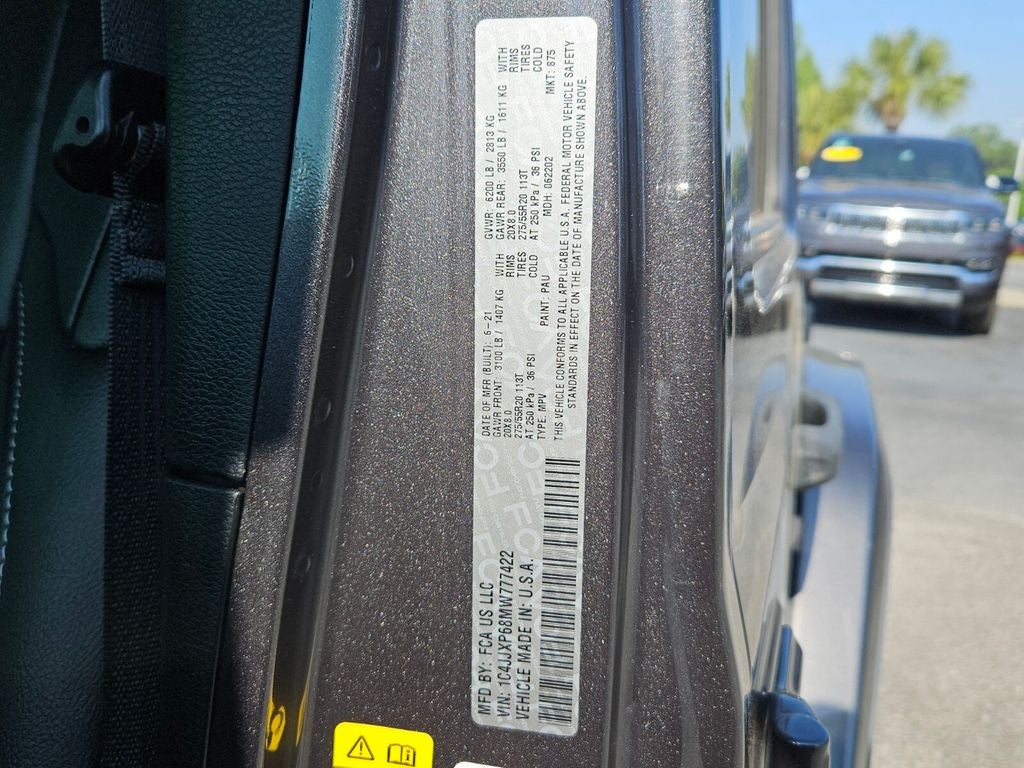 MFD BY: FCA US LLC
VIN: 1C4JJXP68MW777422
VEHICLE MADE IN: U.S.A.
DATE OF MFR (BUILT): 6-21 GVWR: 6200 LB / 2813 KG
GAWR FRONT: 3100 LB / 1407 KG WITH GAWR REAR: 3550 LB / 1611 KG WITH
20X8.0 RIMS 20X8.0 RIMS
275/55R20 113T TIRES 275/55R20 113T TIRES
AT 250 kPa / 36 PSI COLD AT 250 kPa / 36 PSI COLD
TYPE: MPV PAINT: PAU MDH: 062202 MKT: 875
THIS VEHICLE CONFORMS TO ALL APPLICABLE U.S.A. FEDERAL MOTOR VEHICLE SAFETY
STANDARDS IN EFFECT ON THE DATE OF MANUFACTURE SHOWN ABOVE.